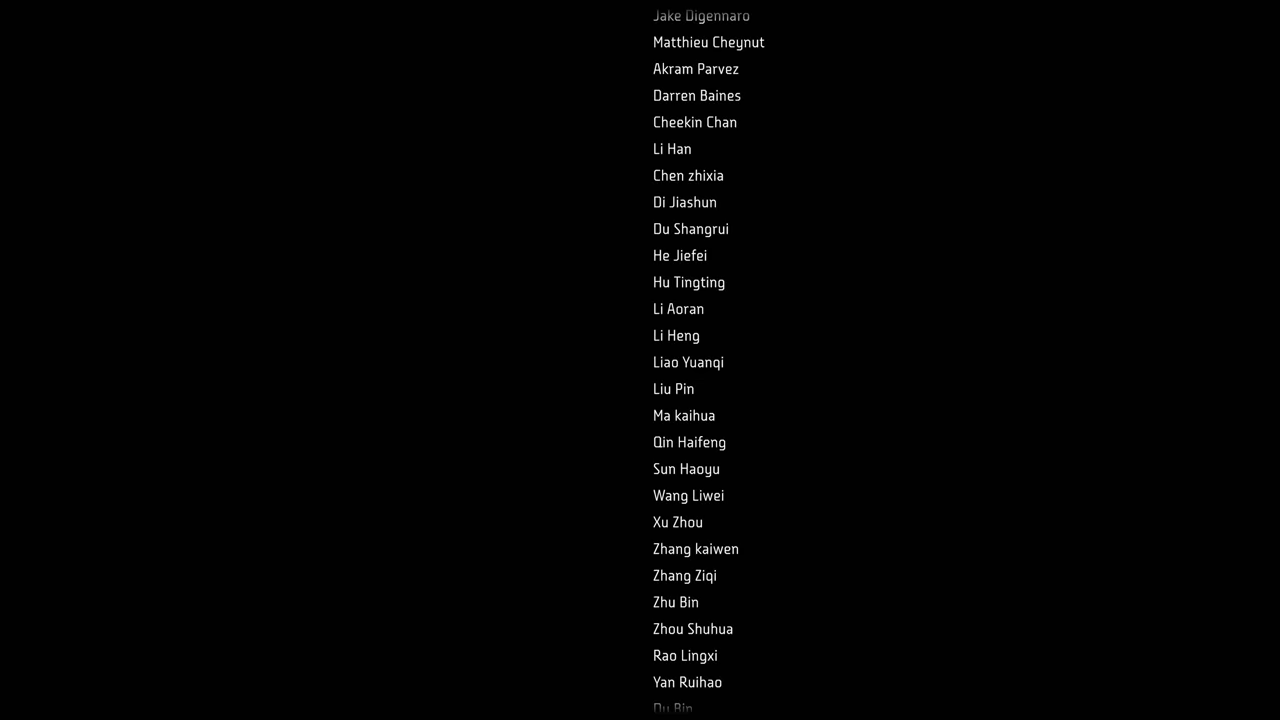 Jake Digennaro
Matthieu Cheynut
Akram Parvez
Darren Baines
Cheekin Chan
Li Han
Chen zhixia
Di Jiashun
Du Shangrui
He Jiefei
Hu Tingting
Li Aoran
Li Heng
Liao Yuanqi
Liu Pin
Ma kaihua
Qin Haifeng
Sun Haoyu
Wang Liwei
Xu Zhou
Zhang kaiwen
Zhang Ziqi
Zhu Bin
Zhou Shuhua
Rao Lingxi
Yan Ruihao